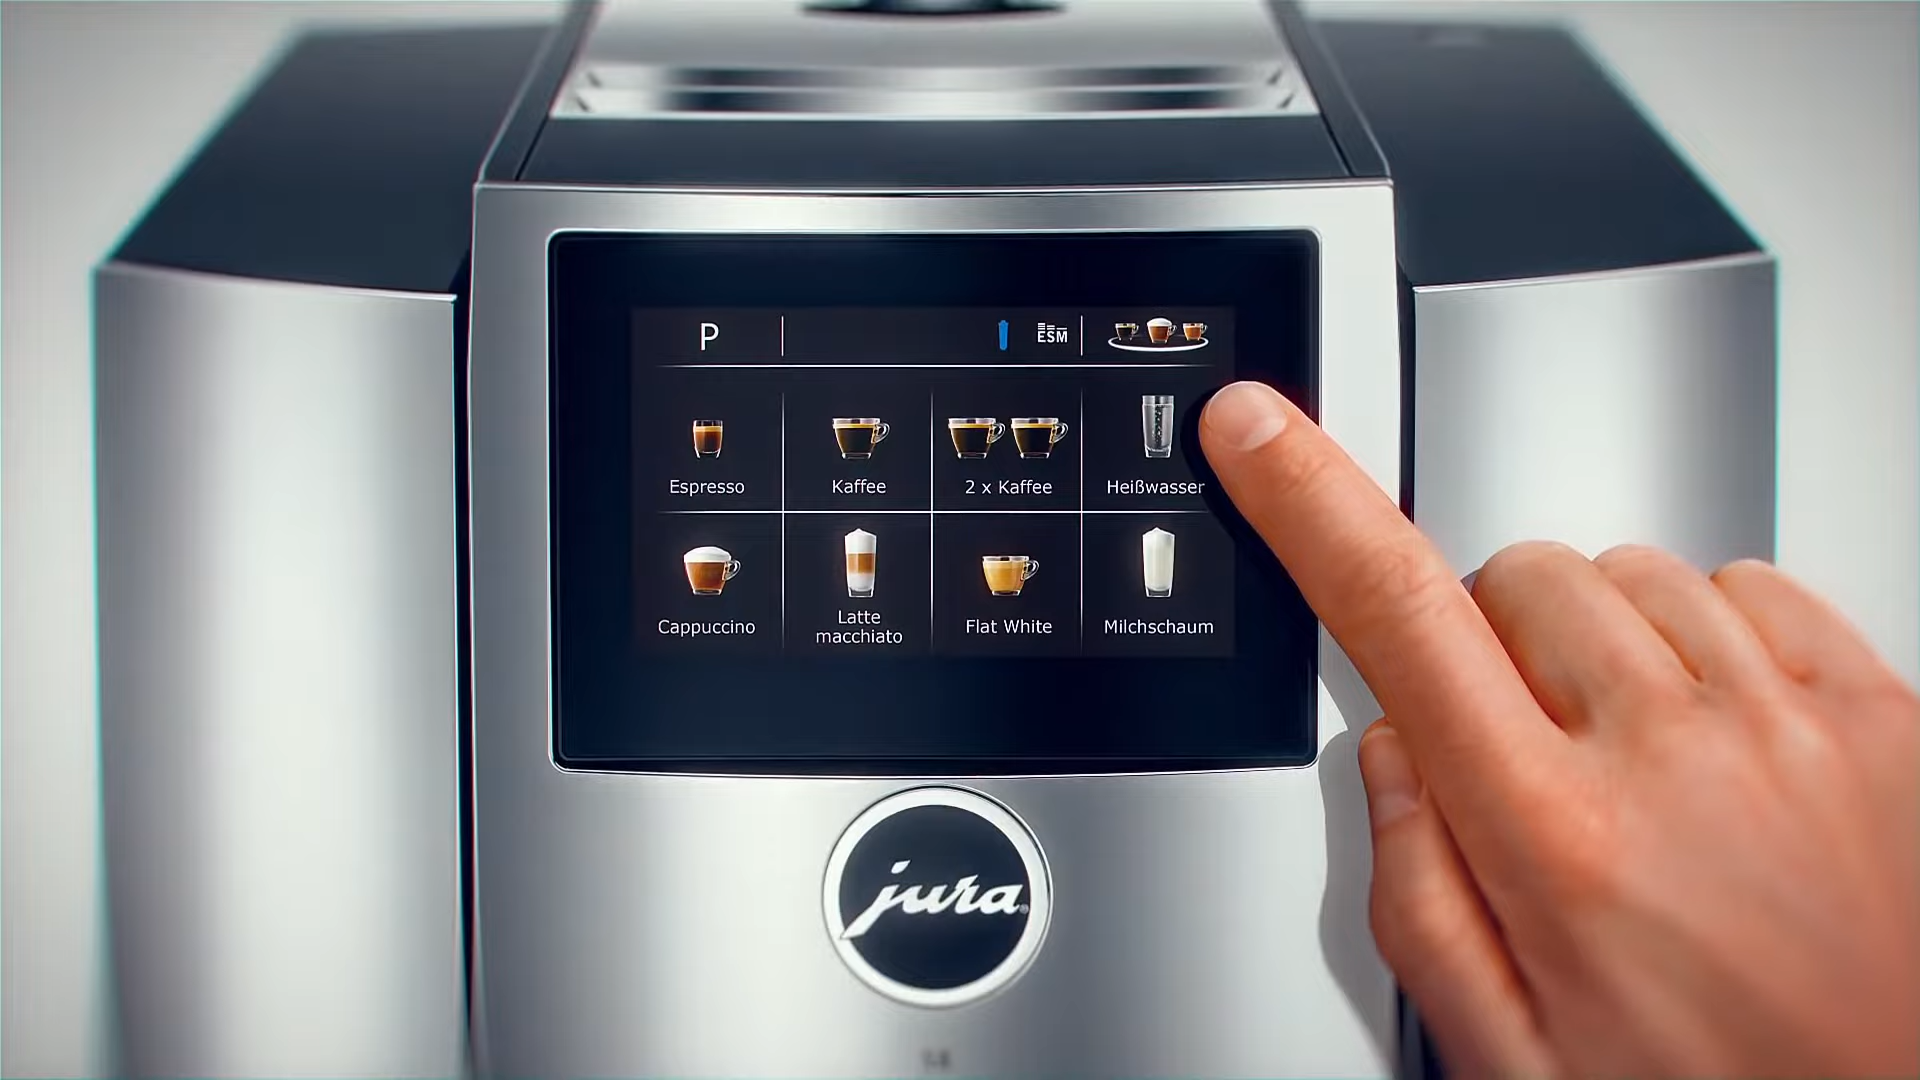 P
ESM
Espresso
Kaffee
2 x Kaffee
Heißwasser
Cappuccino
Latte
macchiato
Flat White
Milchschaum
jura